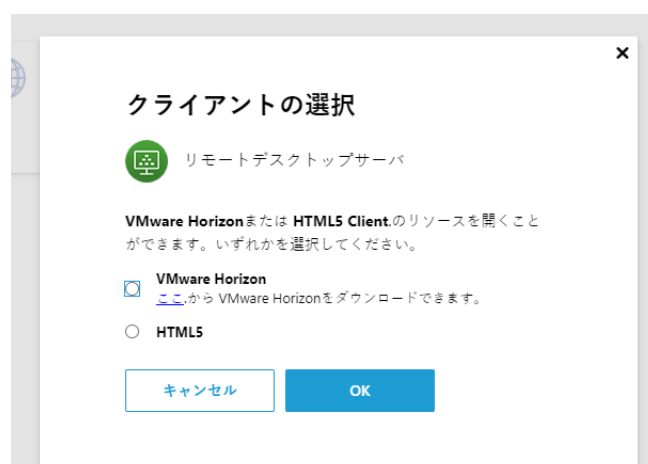 クライアントの選択
リモートデスクトップサーバ
VMware Horizonまたは HTML5 Client.のリソースを開くこと
ができます。いずれかを選択してください。
VMware Horizon
ここ.から VMware Horizonをダウンロードできます。
HTML5
キャンセル
OK